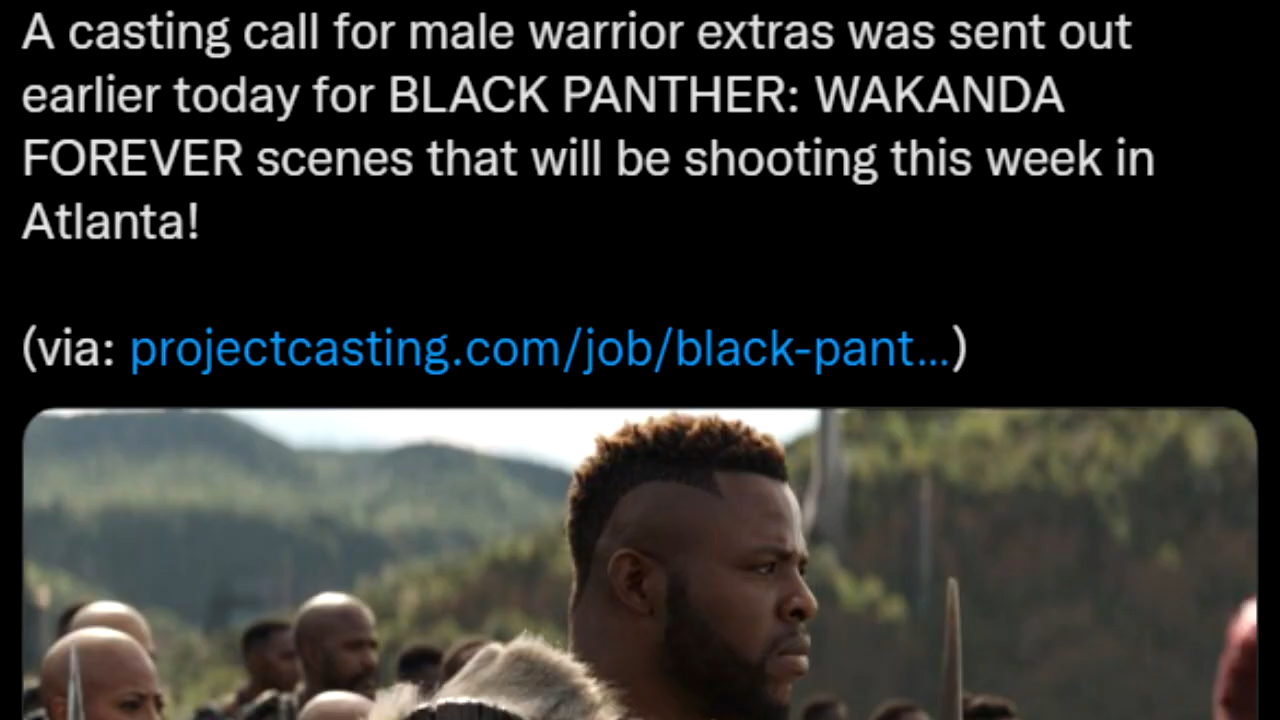 A casting call for male warrior extras was sent out
earlier today for BLACK PANTHER: WAKANDA
FOREVER scenes that will be shooting this week in
Atlanta!
(via: projectcasting.com/job/black-pant...)